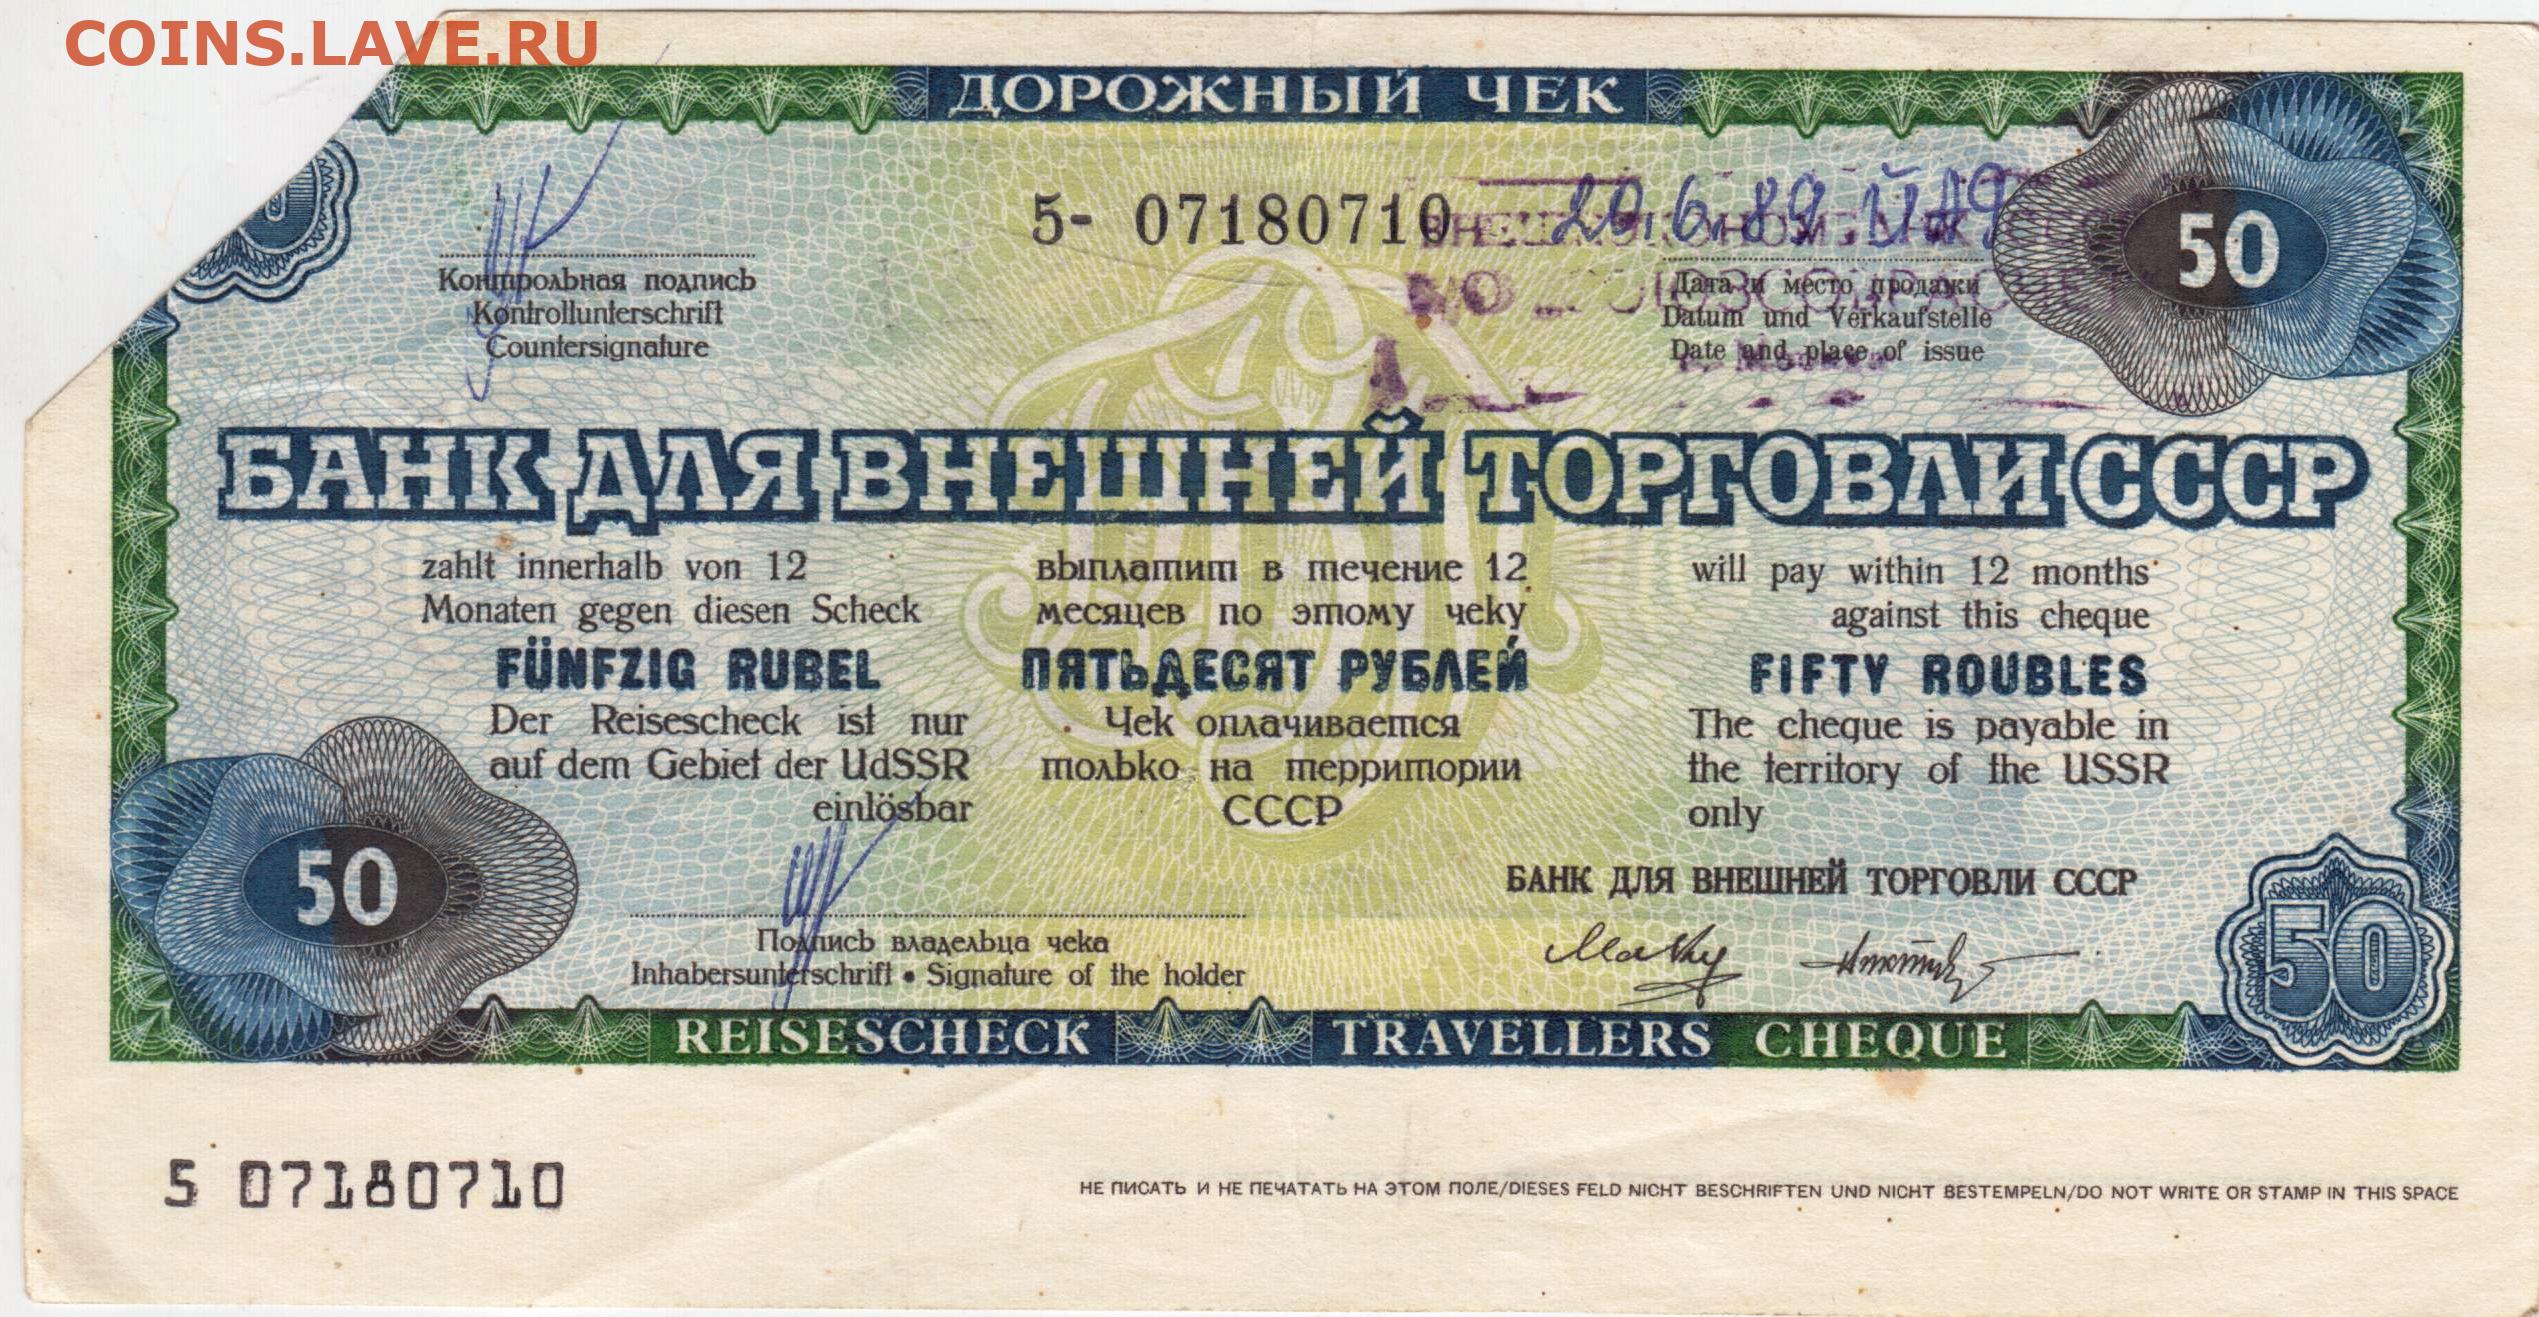 COINS.LAVE.RU
ДОРОЖНЫЙ ЧЕК
5- 07180710
20.6.89
50
Контрольная подпись
Kontrollunterschrift
Countersignature
Дата и место продажи
Datum und Verkaufstelle
Date and place of issue
г. Москва
БАНК ДЛЯ ВНЕШНЕЙ ТОРГОВЛИ СССР
zahlt innerhalb von 12
Monaten gegen diesen Scheck
FÜNFZIG RUBEL
Der Reisescheck ist nur
auf dem Gebiet der UdSSR
einlösbar
выплатит в течение 12
месяцев по этому чеку
ПЯТЬДЕСЯТ РУБЛЕЙ
Чек оплачивается
только на территории
СССР
will pay within 12 months
against this cheque
FIFTY ROUBLES
The cheque is payable in
the territory of the USSR
only
50
БАНК ДЛЯ ВНЕШНЕЙ ТОРГОВЛИ СССР
Подпись владельца чека
Inhabersunterschrift • Signature of the holder
50
REISESCHECK TRAVELLERS CHEQUE
5 07180710
НЕ ПИСАТЬ И НЕ ПЕЧАТАТЬ НА ЭТОМ ПОЛЕ/DIESES FELD NICHT BESCHRIFTEN UND NICHT BESTEMPELN/DO NOT WRITE OR STAMP IN THIS SPACE